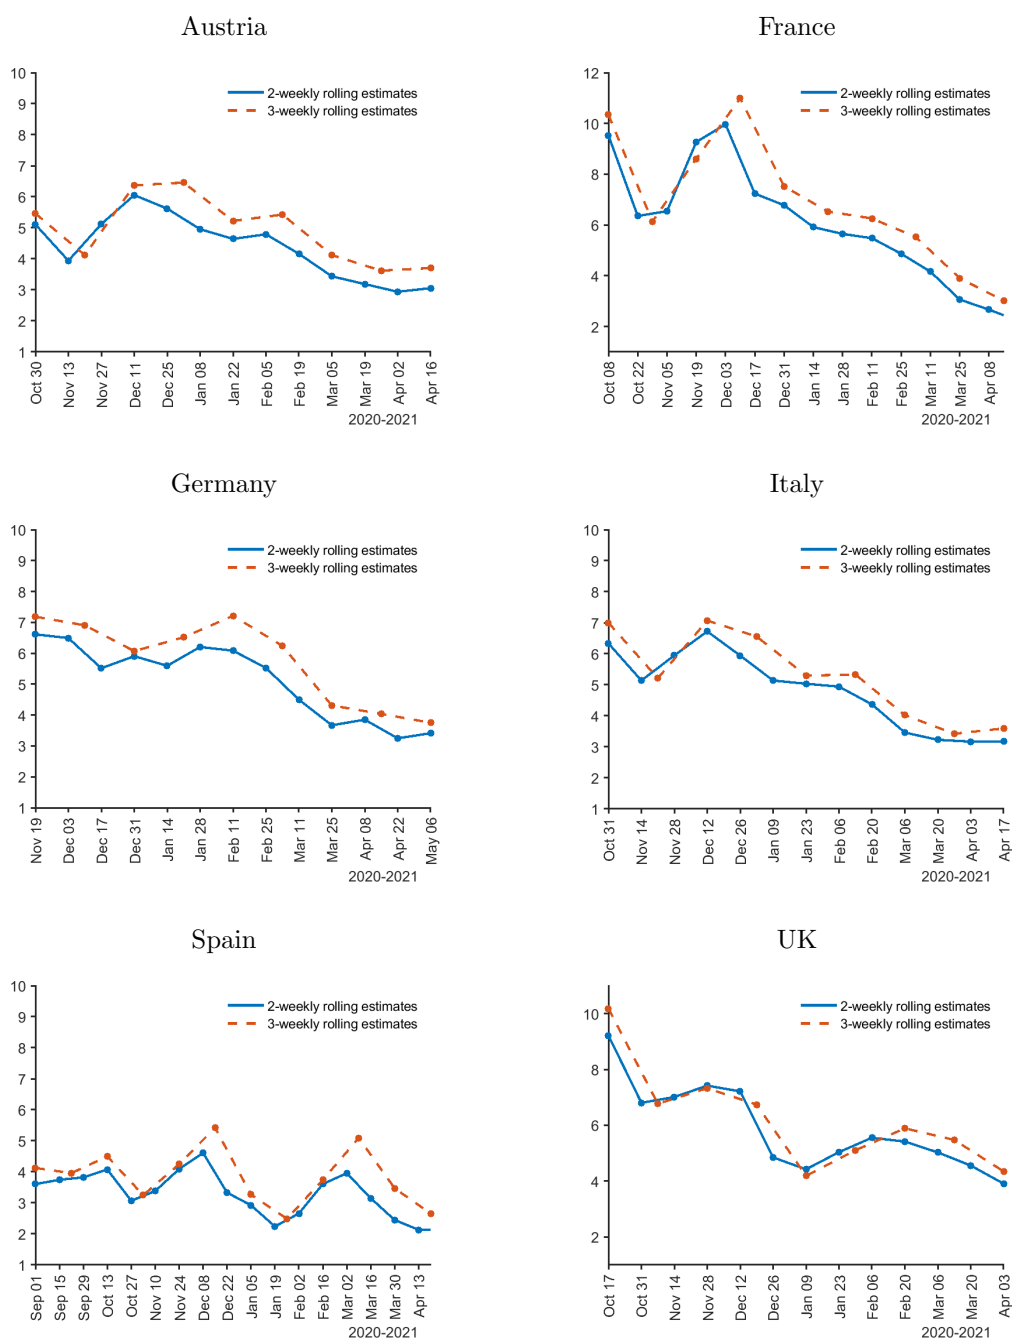 Austria
10
9
8
7
6
5
4
3
2
1
2-weekly rolling estimates
3-weekly rolling estimates
Oct 30
Nov 13
Nov 27
Dec 11
Dec 25
Jan 08
Jan 22
Feb 05
Feb 19
Mar 05
Mar 19
Apr 02
Apr 16
2020-2021
France
12
10
8
6
4
2
2-weekly rolling estimates
3-weekly rolling estimates
Oct 08
Oct 22
Nov 05
Nov 19
Dec 03
Dec 17
Dec 31
Jan 14
Jan 28
Feb 11
Feb 25
Mar 11
Mar 25
Apr 08
2020-2021
Germany
10
9
8
7
6
5
4
3
2
1
2-weekly rolling estimates
3-weekly rolling estimates
Nov 19
Dec 03
Dec 17
Dec 31
Jan 14
Jan 28
Feb 11
Feb 25
Mar 11
Mar 25
Apr 08
Apr 22
May 06
2020-2021
Italy
10
9
8
7
6
5
4
3
2
1
2-weekly rolling estimates
3-weekly rolling estimates
Oct 31
Nov 14
Nov 28
Dec 12
Dec 26
Jan 09
Jan 23
Feb 06
Feb 20
Mar 06
Mar 20
Apr 03
Apr 17
2020-2021
Spain
10
9
8
7
6
5
4
3
2
1
2-weekly rolling estimates
3-weekly rolling estimates
Sep 01
Sep 15
Sep 29
Oct 13
Oct 27
Nov 10
Nov 24
Dec 08
Dec 22
Jan 05
Jan 19
Feb 02
Feb 16
Mar 02
Mar 16
Mar 30
Apr 13
2020-2021
UK
10
8
6
4
2
2-weekly rolling estimates
3-weekly rolling estimates
Oct 17
Oct 31
Nov 14
Nov 28
Dec 12
Dec 26
Jan 09
Jan 23
Feb 06
Feb 20
Mar 06
Mar 20
Apr 03
2020-2021